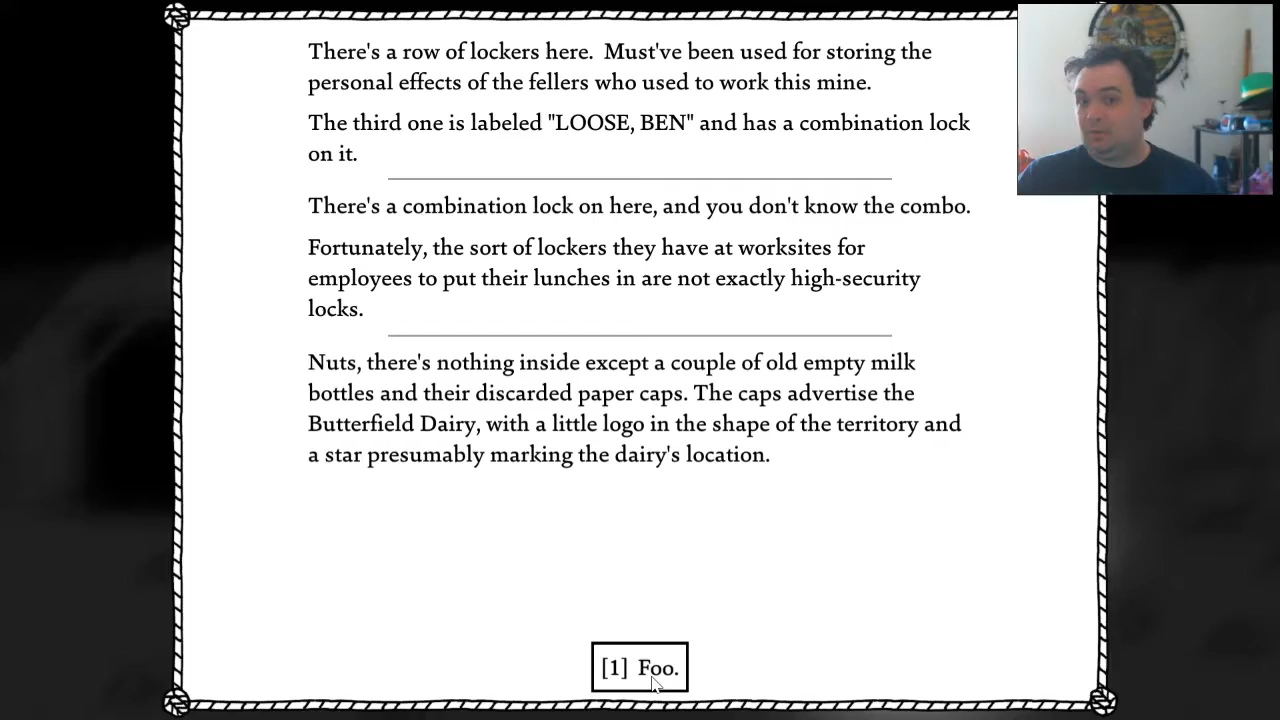 There's a row of lockers here.  Must've been used for storing the
personal effects of the fellers who used to work this mine.
The third one is labeled "LOOSE, BEN" and has a combination lock
on it.
There's a combination lock on here, and you don't know the combo.
Fortunately, the sort of lockers they have at worksites for
employees to put their lunches in are not exactly high-security
locks.
Nuts, there's nothing inside except a couple of old empty milk
bottles and their discarded paper caps. The caps advertise the
Butterfield Dairy, with a little logo in the shape of the territory and
a star presumably marking the dairy's location.
[1] Foo.